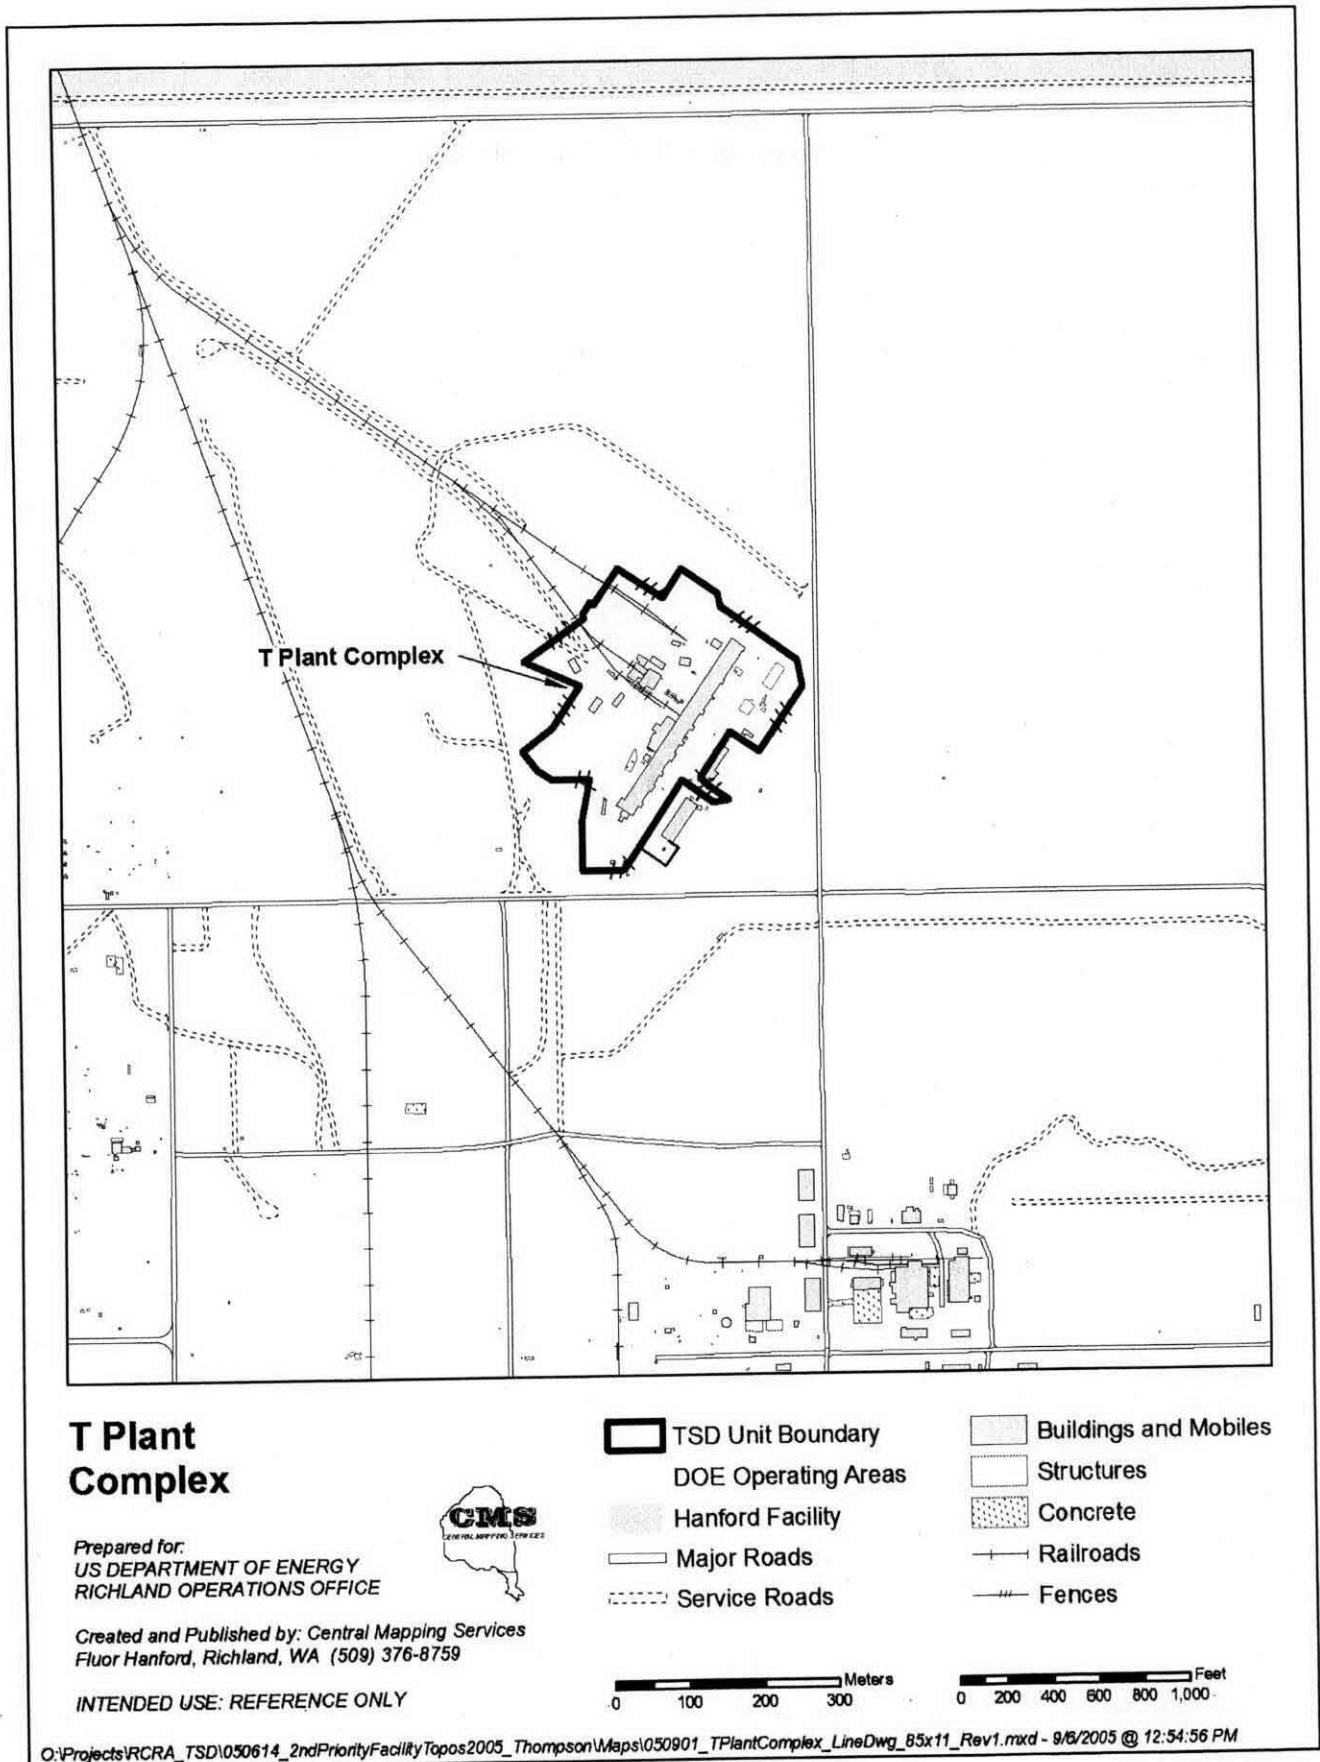 T Plant Complex
T Plant
Complex
Prepared for:
US DEPARTMENT OF ENERGY
RICHLAND OPERATIONS OFFICE
Created and Published by: Central Mapping Services
Fluor Hanford, Richland, WA (509) 376-8759
INTENDED USE: REFERENCE ONLY
CMS
CENTRAL MAPPING SERVICES
TSD Unit Boundary
DOE Operating Areas
Hanford Facility
Major Roads
Service Roads
Buildings and Mobiles
Structures
Concrete
Railroads
Fences
Meters
0 100 200 300
Feet
0 200 400 600 800 1,000
O:\Projects\RCRA_TSD\050614_2ndPriorityFacilityTopos2005_Thompson\Maps\050901_TPlantComplex_LineDwg_85x11_Rev1.mxd - 9/6/2005 @ 12:54:56 PM